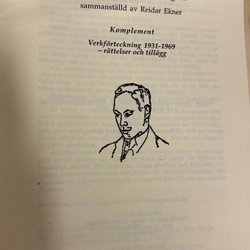 sammanställd av Reidar Ekner
Komplement
Verkförteckning 1931-1969
– rättelser och tillägg